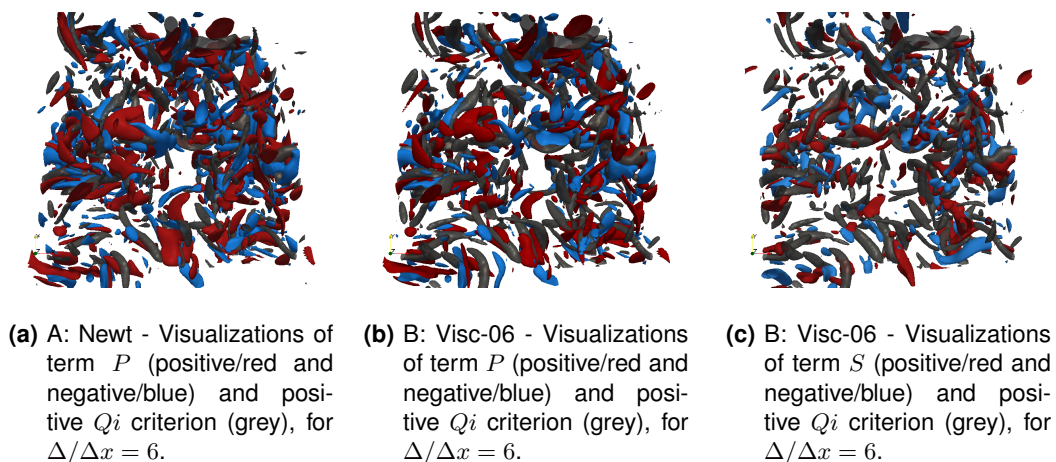 (a) A: Newt - Visualizations of
term P (positive/red and
negative/blue) and posi-
tive Qi criterion (grey), for
Δ/Δx = 6.
(b) B: Visc-06 - Visualizations
of term P (positive/red and
negative/blue) and posi-
tive Qi criterion (grey), for
Δ/Δx = 6.
(c) B: Visc-06 - Visualizations
of term S (positive/red and
negative/blue) and posi-
tive Qi criterion (grey), for
Δ/Δx = 6.